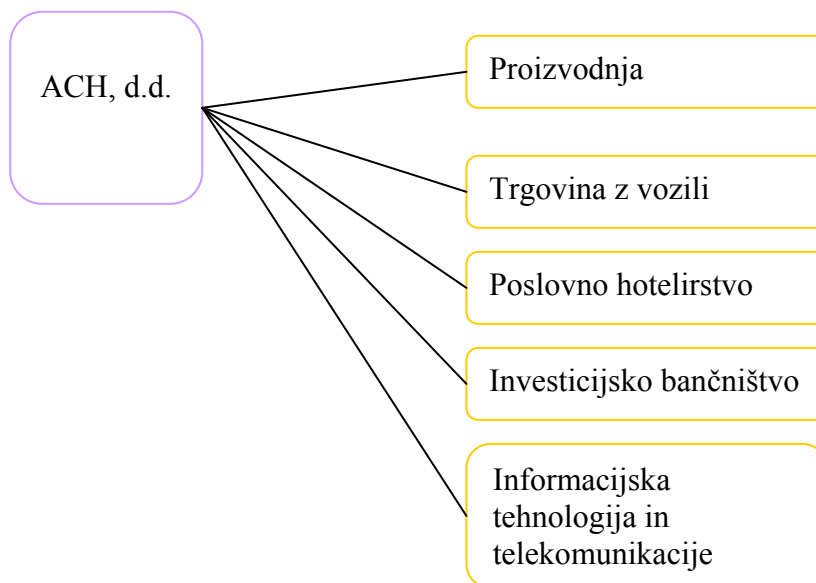 ACH, d.d.
Proizvodnja
Trgovina z vozili
Poslovno hotelirstvo
Investicijsko bančništvo
Informacijska
tehnologija in
telekomunikacije